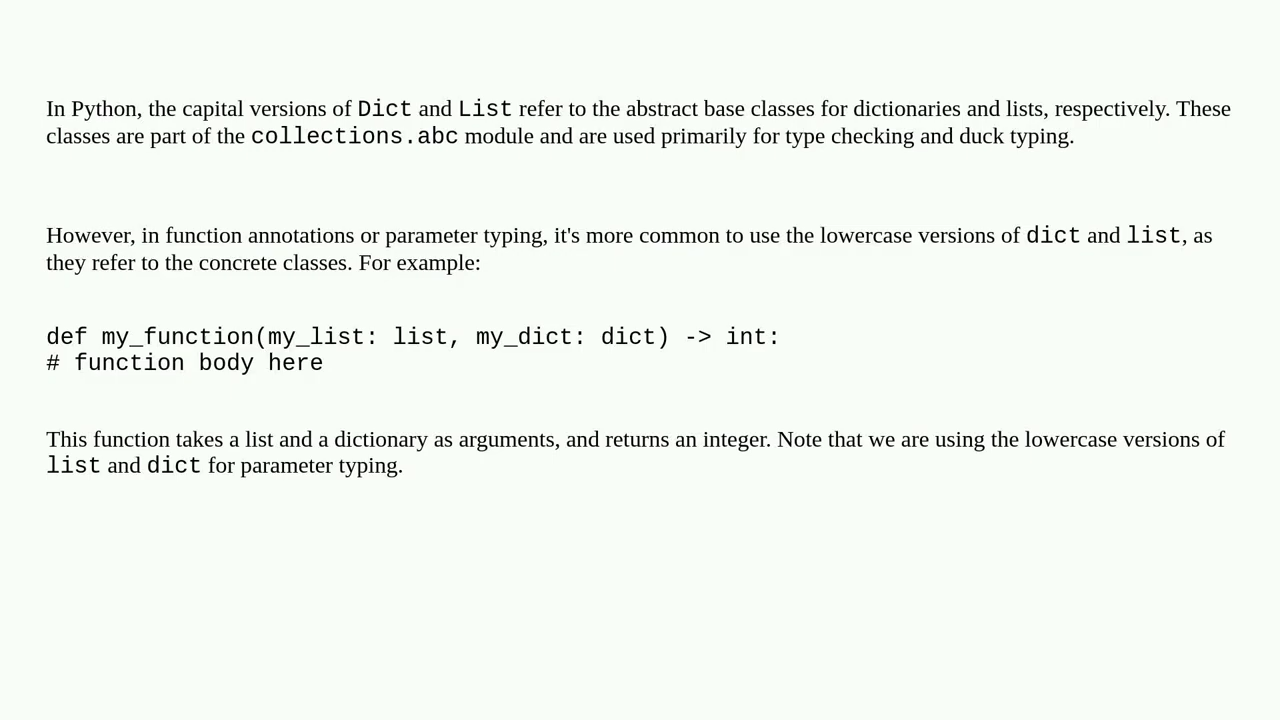 In Python, the capital versions of Dict and List refer to the abstract base classes for dictionaries and lists, respectively. These
classes are part of the collections.abc module and are used primarily for type checking and duck typing.
However, in function annotations or parameter typing, it's more common to use the lowercase versions of dict and list, as
they refer to the concrete classes. For example:
def my_function(my_list: list, my_dict: dict) -> int:
# function body here
This function takes a list and a dictionary as arguments, and returns an integer. Note that we are using the lowercase versions of
list and dict for parameter typing.